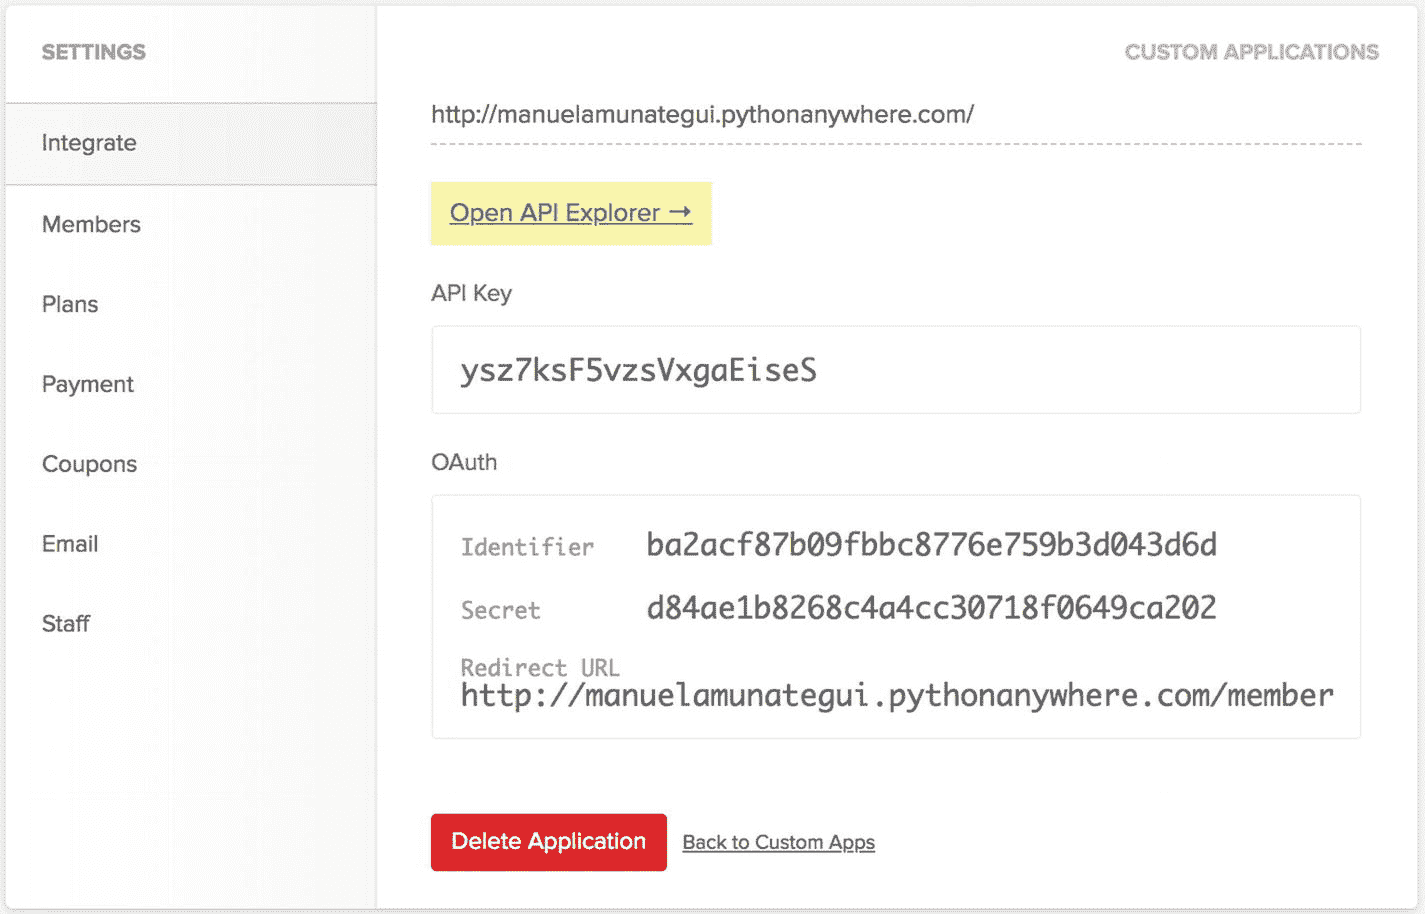 SETTINGS
CUSTOM APPLICATIONS
Integrate
Members
Plans
Payment
Coupons
Email
Staff
http://manuelamunategui.pythonanywhere.com/
Open API Explorer →
API Key
ysz7ksF5vzsVxgaEiseS
OAuth
Identifier ba2acf87b09fbbc8776e759b3d043d6d
Secret d84ae1b8268c4a4cc30718f0649ca202
Redirect URL
http://manuelamunategui.pythonanywhere.com/member
Delete Application Back to Custom Apps